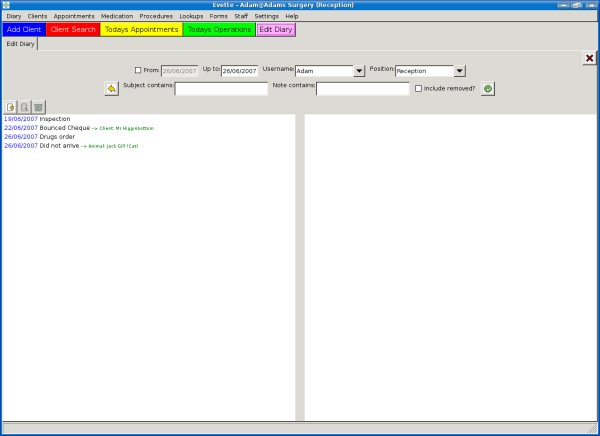 Evette - Adam@Adams Surgery (Reception)
Diary Clients Appointments Medication Procedures Lookups Forms Staff Settings Help
Add Client Client Search Todays Appointments Todays Operations Edit Diary
Edit Diary
From: 26/06/2007 Up to: 26/06/2007 Username: Adam Position: Reception
Subject contains: Note contains: Include removed?
19/06/2007 Inspection
22/06/2007 Bounced Cheque --> Client: Mr Higginbottom
26/06/2007 Drugs order
26/06/2007 Did not arrive --> Animal: Jack Gill (Cat)